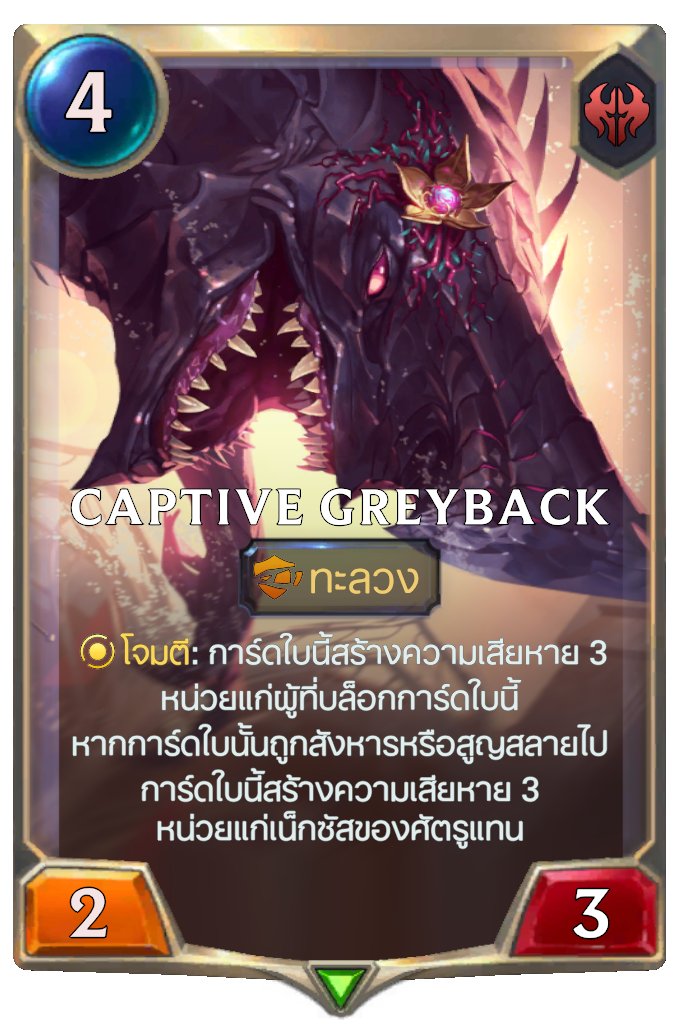 4
CAPTIVE GREYBACK
ทะลวง
โจมตี: การ์ดใบนี้สร้างความเสียหาย 3
หน่วยแก่ผู้ที่บล็อกการ์ดใบนี้
หากการ์ดใบนั้นถูกสังหารหรือสูญสลายไป
การ์ดใบนี้สร้างความเสียหาย 3
หน่วยแก่เน็กซัสของศัตรูแทน
2
3